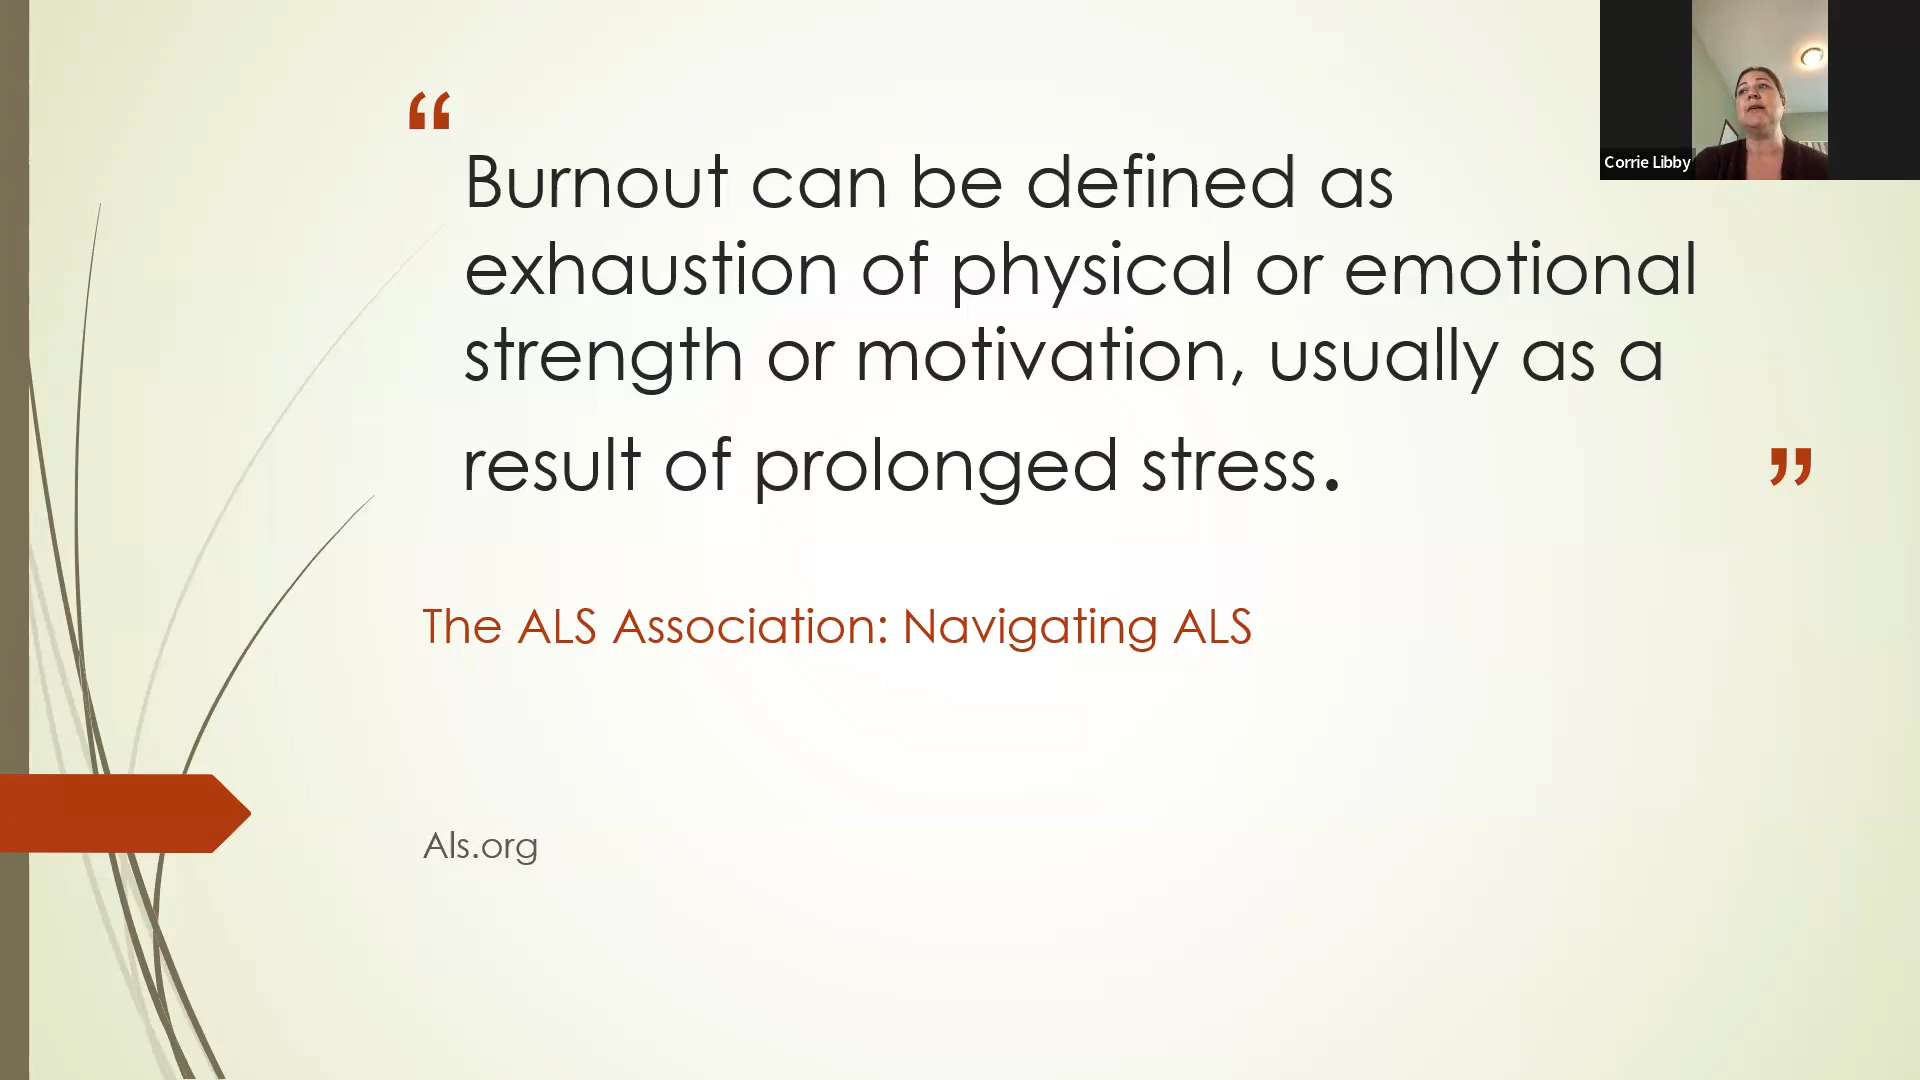 “
Burnout can be defined as
exhaustion of physical or emotional
strength or motivation, usually as a
result of prolonged stress.
”
The ALS Association: Navigating ALS
Als.org
Corrie Libby